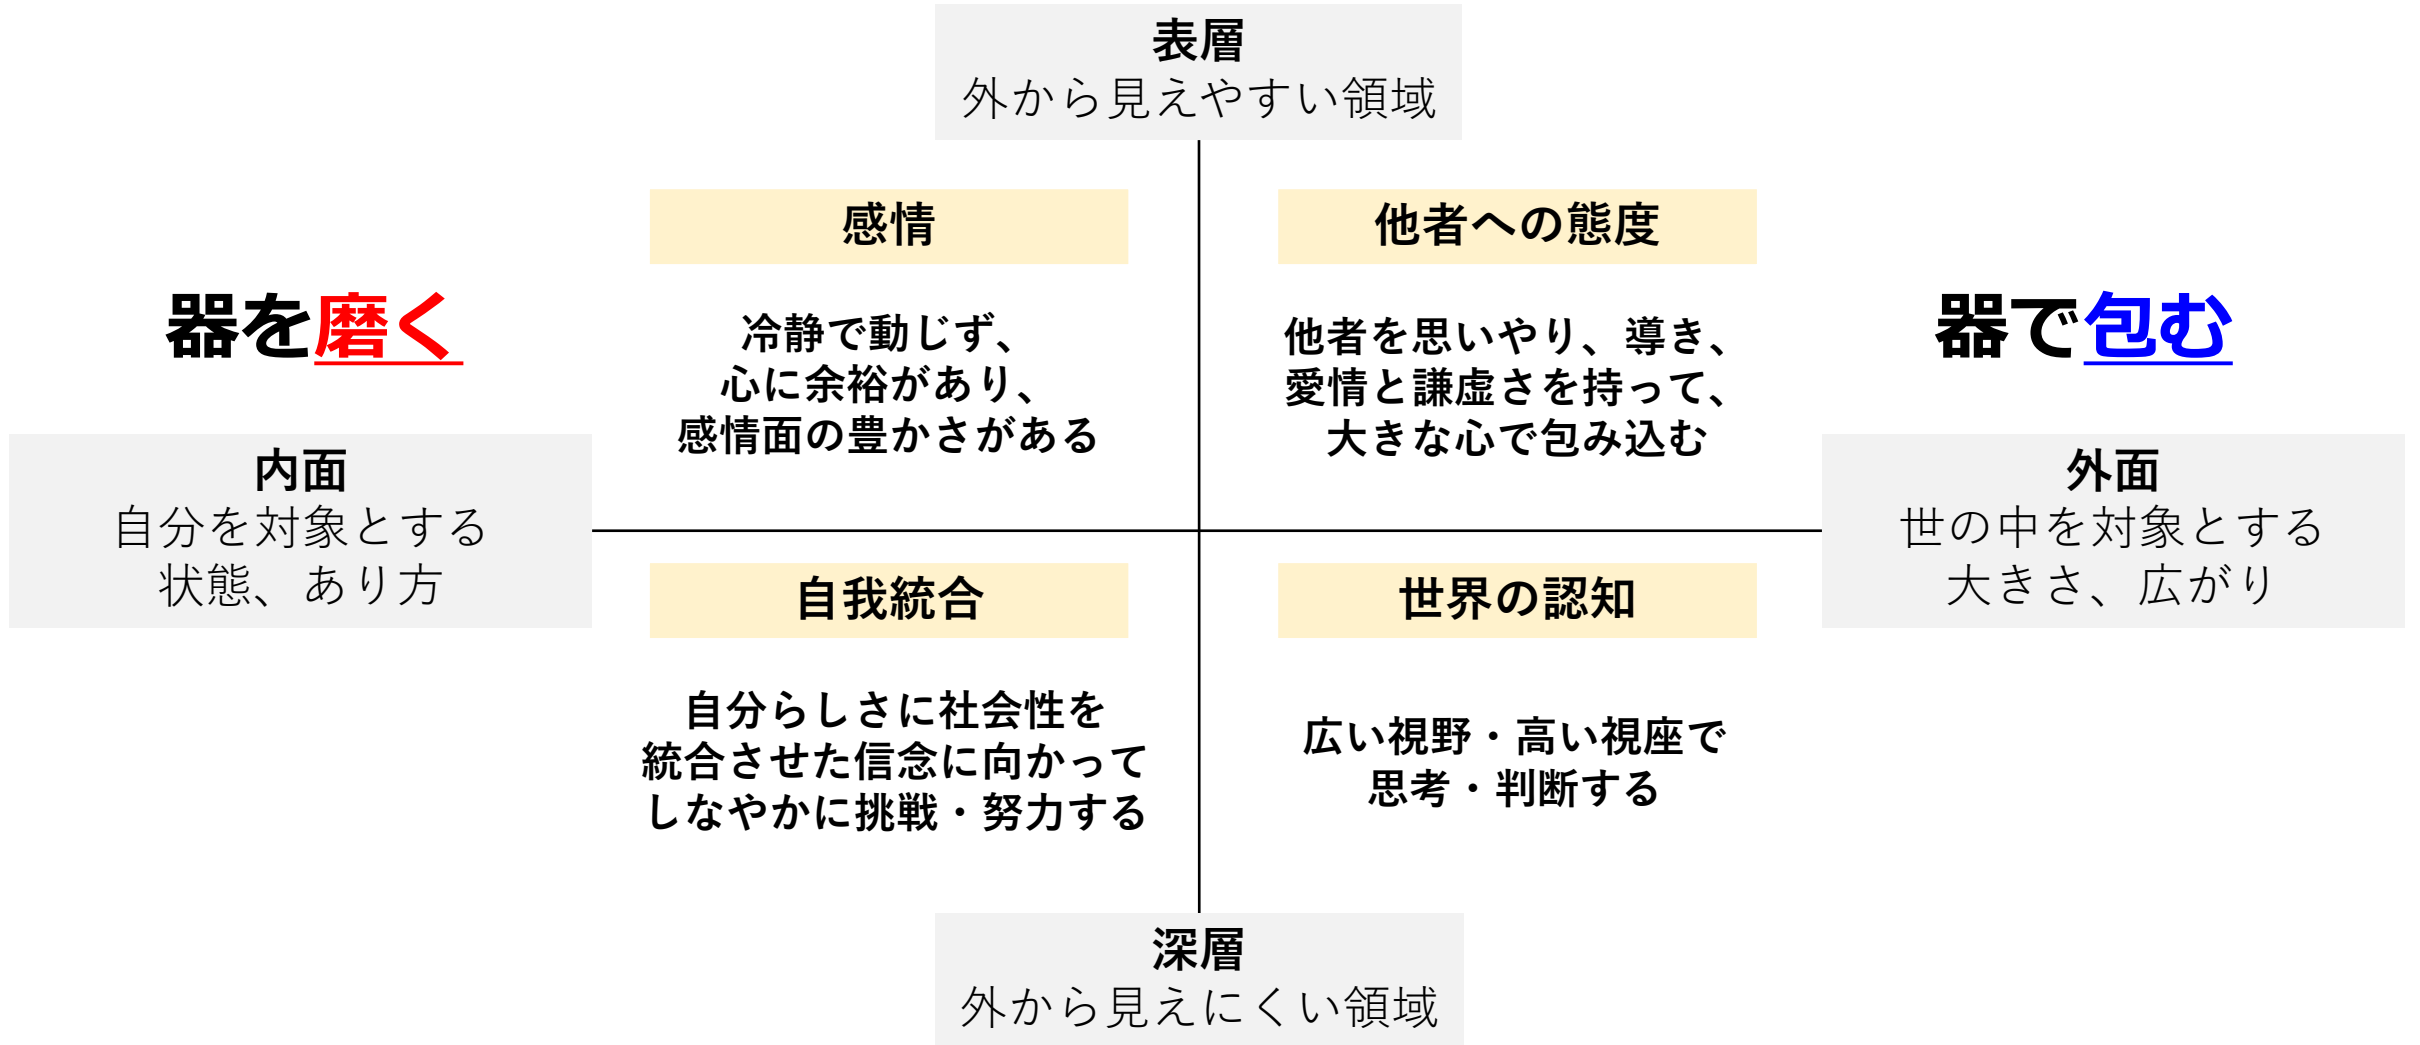 表層
外から見えやすい領域
感情
冷静で動じず、
心に余裕があり、
感情面の豊かさがある
他者への態度
他者を思いやり、導き、
愛情と謙虚さを持って、
大きな心で包み込む
器を磨く
内面
自分を対象とする
状態、あり方
器で包む
外面
世の中を対象とする
大きさ、広がり
自我統合
自分らしさに社会性を
統合させた信念に向かって
しなやかに挑戦・努力する
世界の認知
広い視野・高い視座で
思考・判断する
深層
外から見えにくい領域